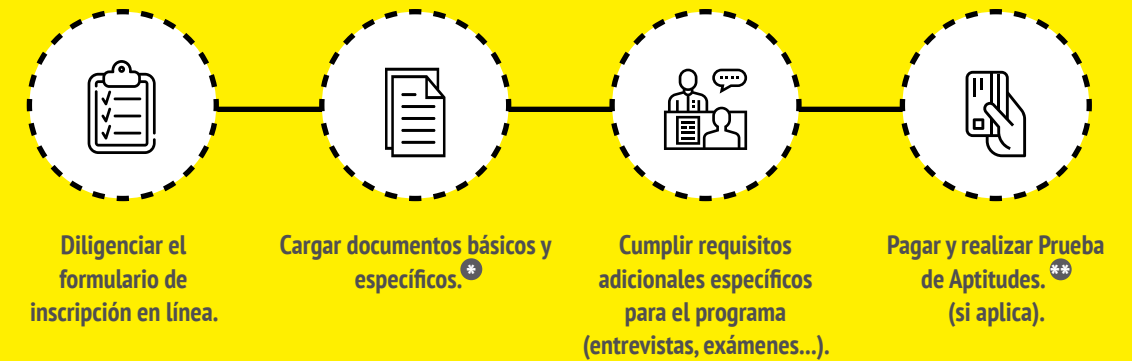 Diligenciar el
formulario de
inscripción en línea.
Cargar documentos básicos y
específicos.*
Cumplir requisitos
adicionales específicos
para el programa
(entrevistas, exámenes...).
Pagar y realizar Prueba
de Aptitudes.**
(si aplica).